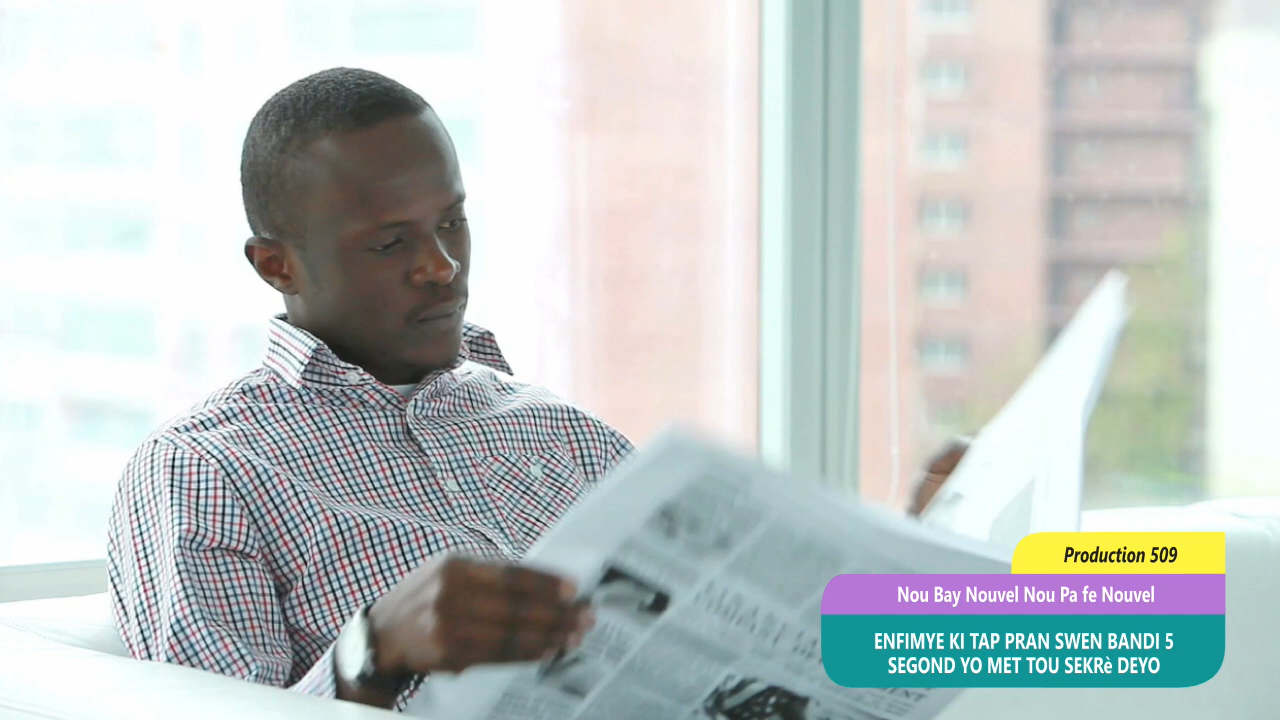 Production 509
Nou Bay Nouvel Nou Pa fe Nouvel
ENFIMYE KI TAP PRAN SWEN BANDI 5
SEGOND YO MET TOU SEKRè DEYO